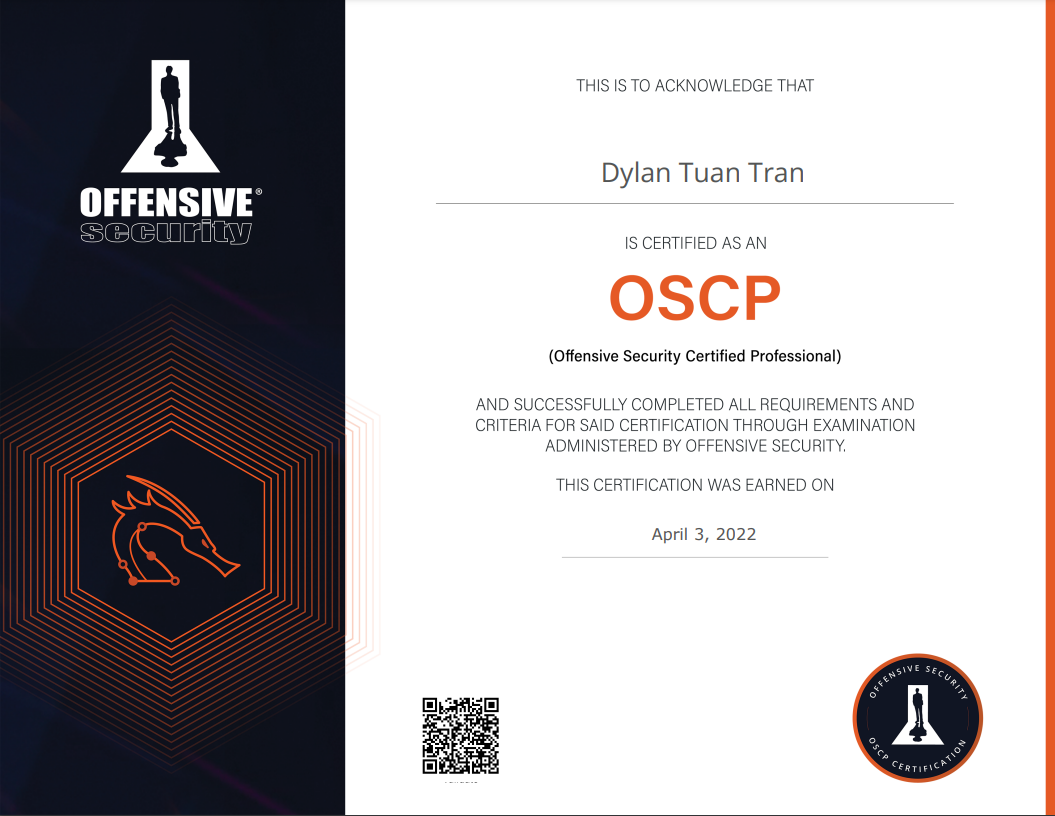 OFFENSIVE®
security
THIS IS TO ACKNOWLEDGE THAT
Dylan Tuan Tran
IS CERTIFIED AS AN
OSCP
(Offensive Security Certified Professional)
AND SUCCESSFULLY COMPLETED ALL REQUIREMENTS AND
CRITERIA FOR SAID CERTIFICATION THROUGH EXAMINATION
ADMINISTERED BY OFFENSIVE SECURITY.
THIS CERTIFICATION WAS EARNED ON
April 3, 2022
OFFENSIVE SECURITY
OSCP CERTIFICATION